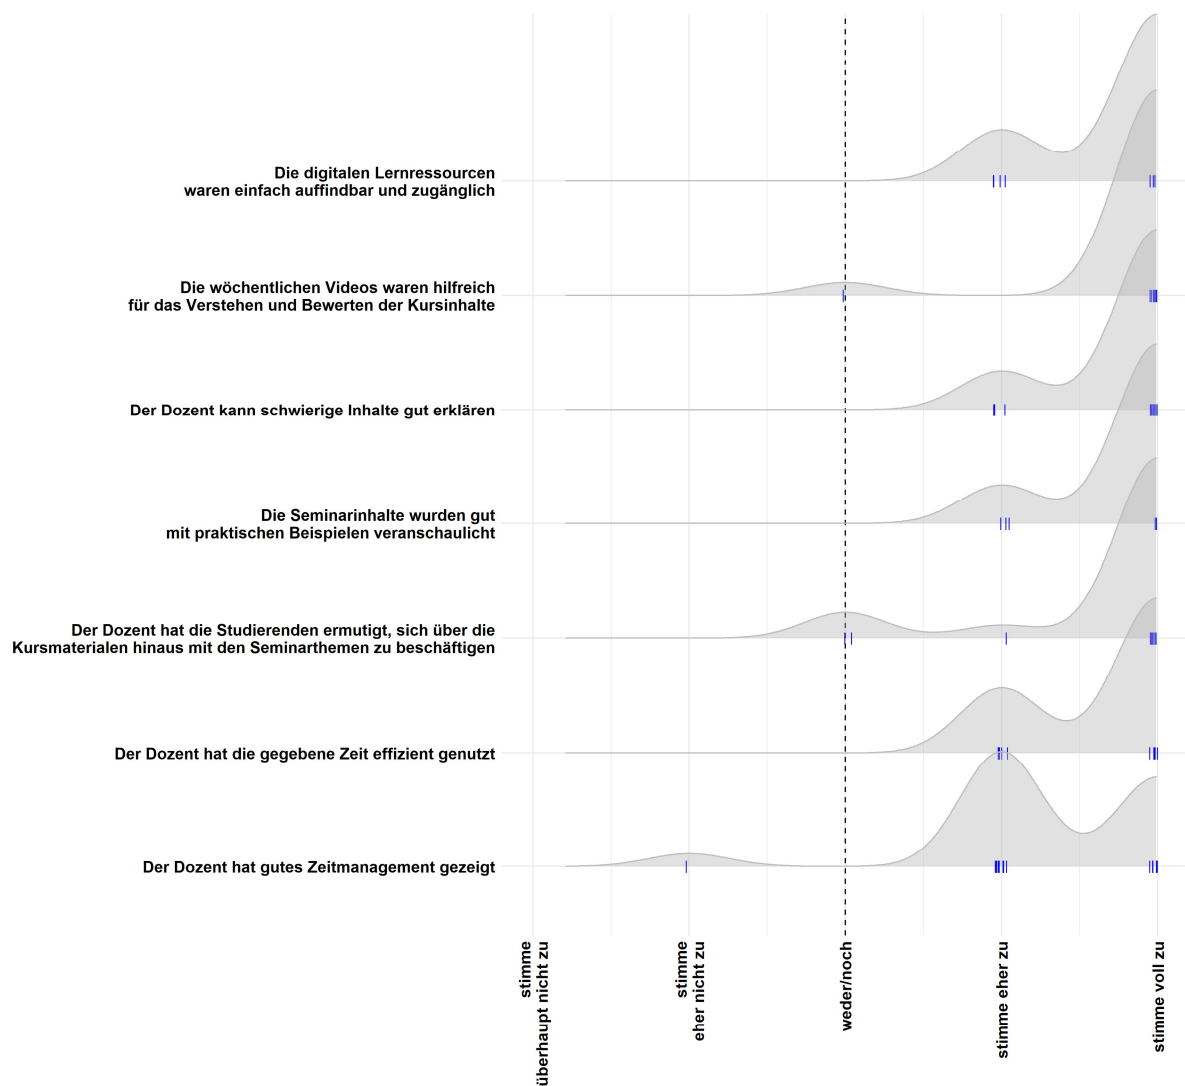 Die digitalen Lernressourcen
waren einfach auffindbar und zugänglich
Die wöchentlichen Videos waren hilfreich
für das Verstehen und Bewerten der Kursinhalte
Der Dozent kann schwierige Inhalte gut erklären
Die Seminarinhalte wurden gut
mit praktischen Beispielen veranschaulicht
Der Dozent hat die Studierenden ermutigt, sich über die
Kursmaterialen hinaus mit den Seminarthemen zu beschäftigen
Der Dozent hat die gegebene Zeit effizient genutzt
Der Dozent hat gutes Zeitmanagement gezeigt
stimme
überhaupt nicht zu
stimme
eher nicht zu
weder/noch
stimme eher zu
stimme voll zu